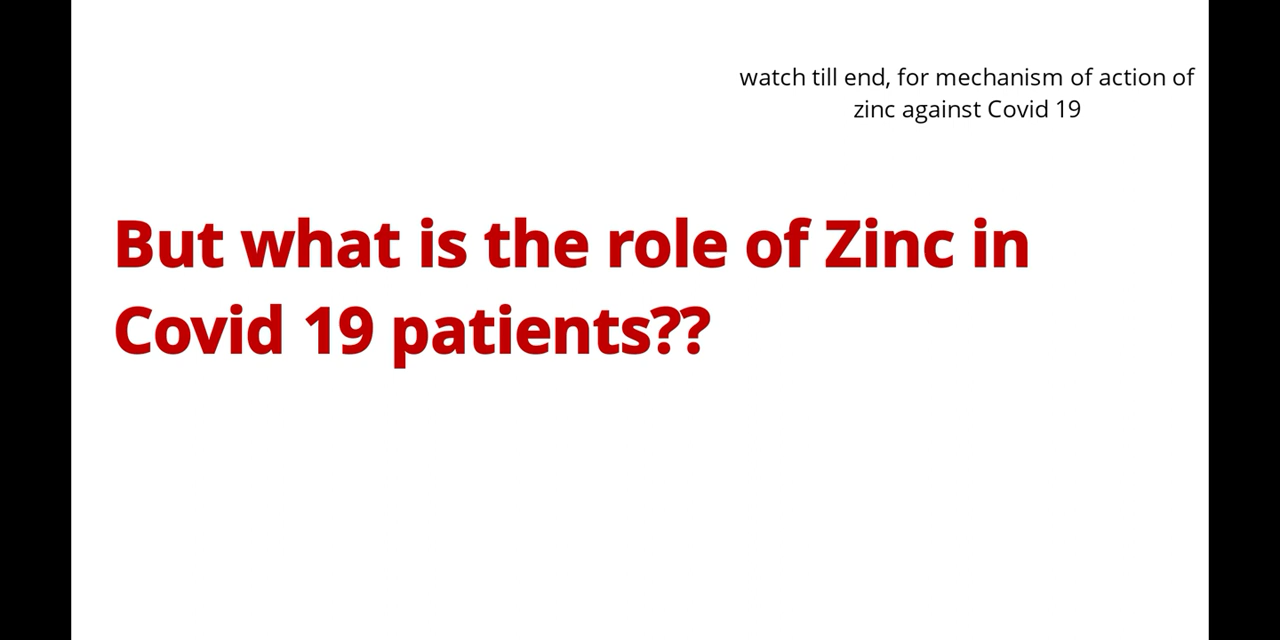 watch till end, for mechanism of action of
zinc against Covid 19
But what is the role of Zinc in
Covid 19 patients??